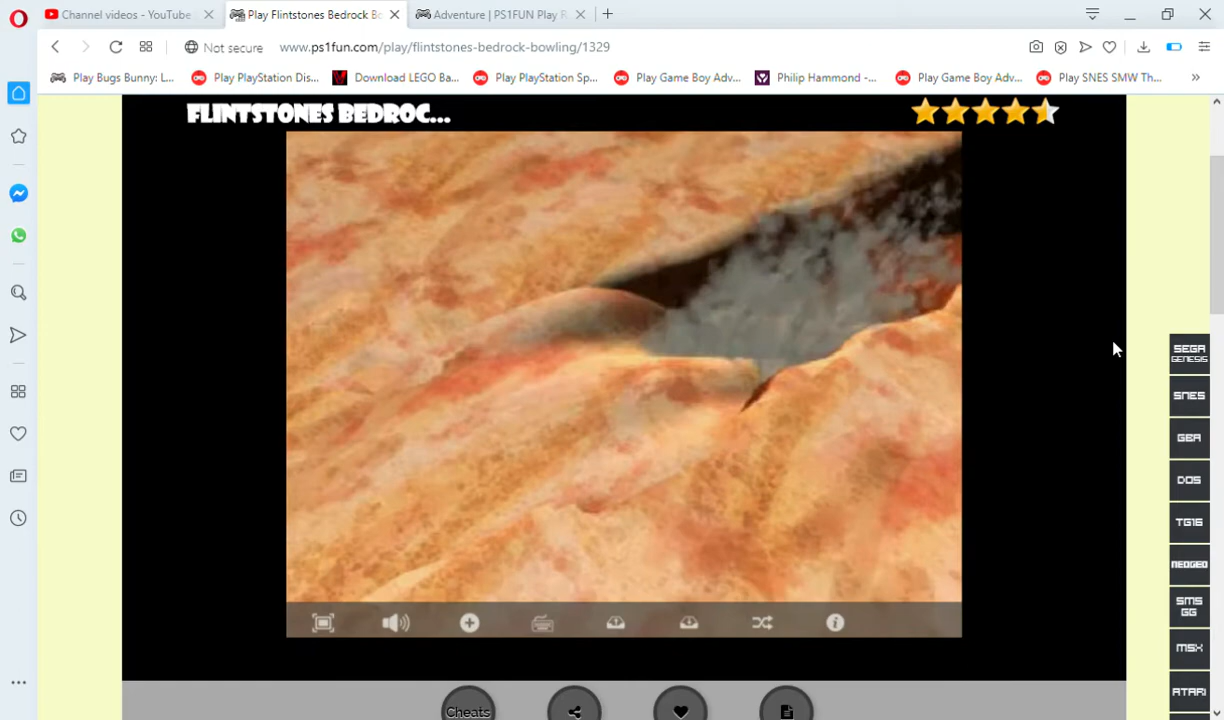 Channel videos - YouTube
Play Flintstones Bedrock Bo
Adventure | PS1FUN Play R
Not secure
www.ps1fun.com/play/flintstones-bedrock-bowling/1329
Play Bugs Bunny: L...
Play PlayStation Dis...
Download LEGO Ba...
Play PlayStation Sp...
Play Game Boy Adv...
Philip Hammond -...
Play Game Boy Adv...
Play SNES SMW Th...
FLINTSTONES BEDROC...
SEGA GENESIS
SNES
GBA
DOS
TG16
NEOGEO
SMS GG
MSX
ATARI
Cheats